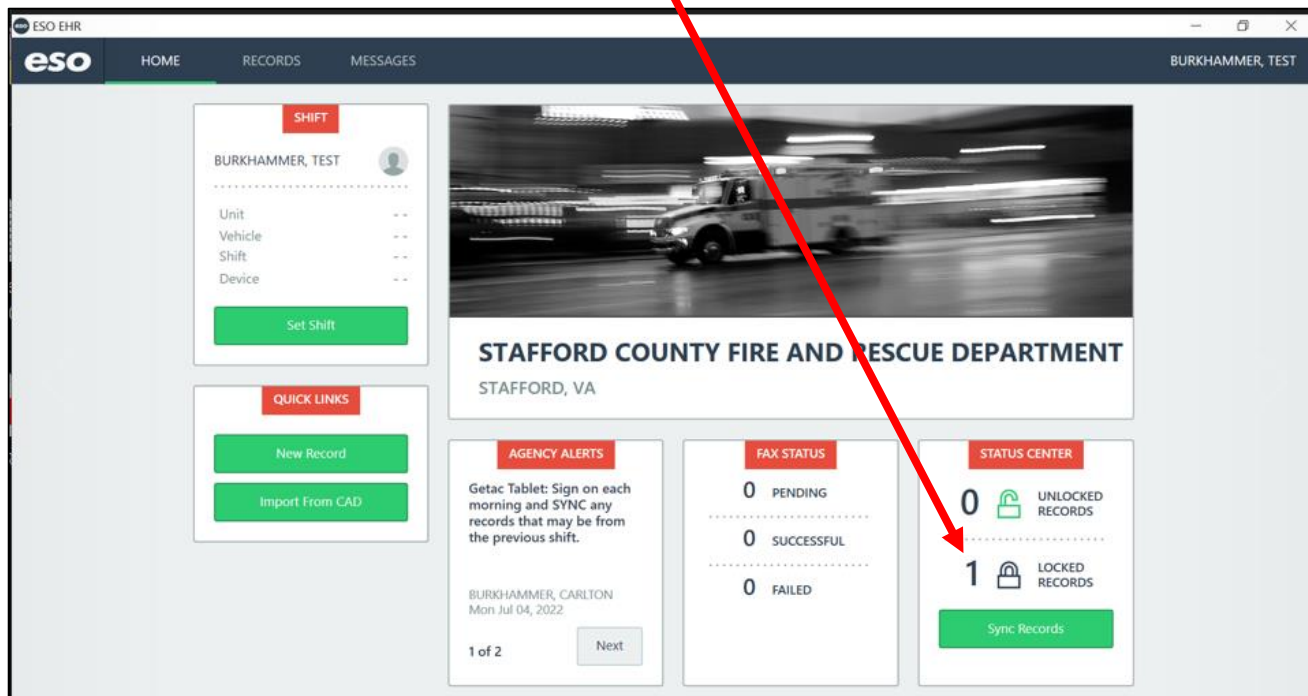 eso ESO EHR
eso HOME RECORDS MESSAGES BURKHAMMER, TEST
SHIFT
BURKHAMMER, TEST
Unit - -
Vehicle - -
Shift - -
Device - -
Set Shift
QUICK LINKS
New Record
Import From CAD
STAFFORD COUNTY FIRE AND RESCUE DEPARTMENT
STAFFORD, VA
AGENCY ALERTS
Getac Tablet: Sign on each
morning and SYNC any
records that may be from
the previous shift.
BURKHAMMER, CARLTON
Mon Jul 04, 2022
1 of 2 Next
FAX STATUS
0 PENDING
0 SUCCESSFUL
0 FAILED
STATUS CENTER
0 UNLOCKED
RECORDS
1 LOCKED
RECORDS
Sync Records